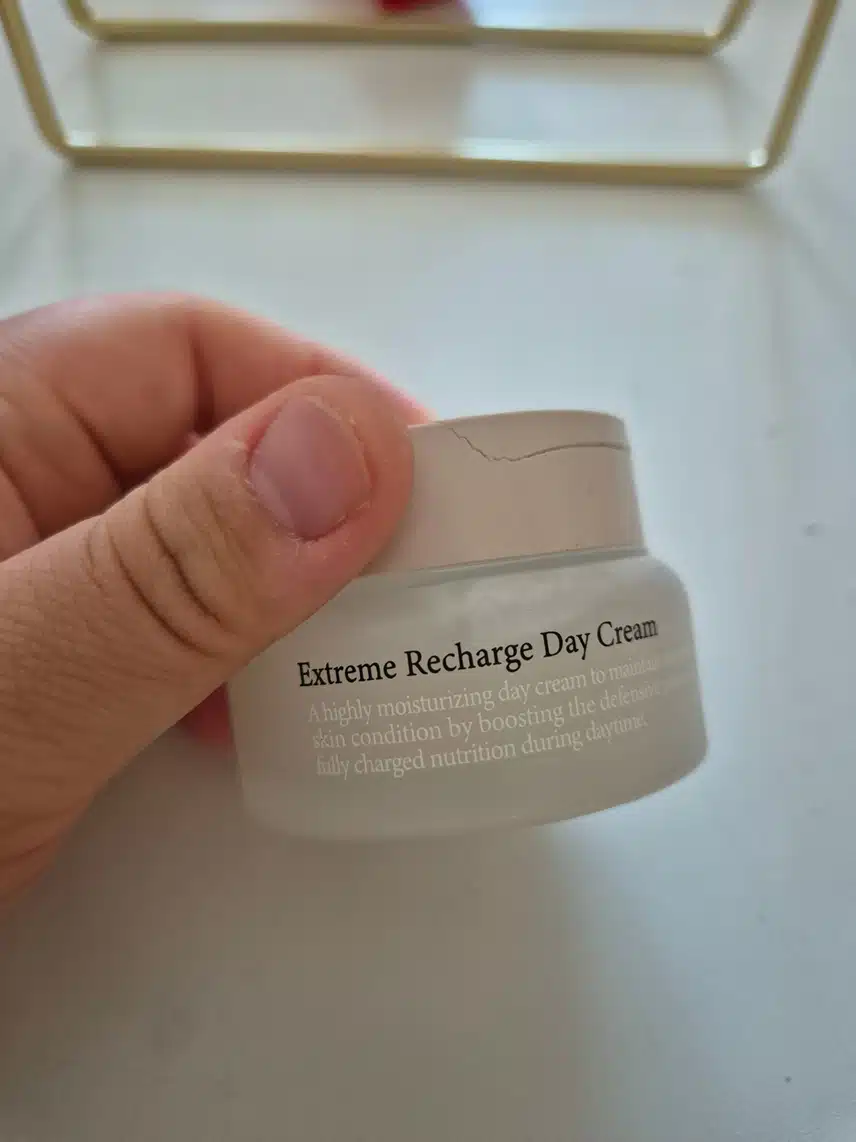 Extreme Recharge Day Cream
A highly moisturizing day cream to maintain
skin condition by boosting the defensive
fully charged nutrition during daytime.